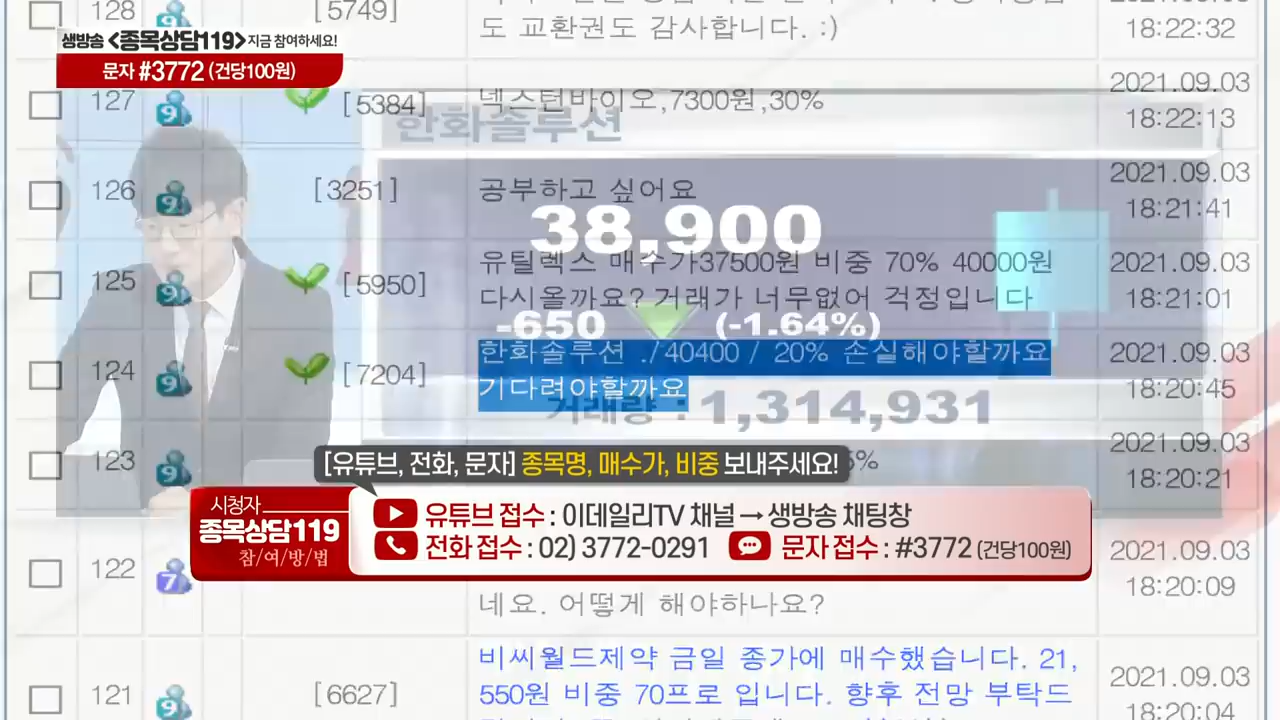 128
[5749]
도 교환권도 감사합니다. :)
18:22:32
생방송 <종목상담119> 지금 참여하세요!
문자 #3772 (건당100원)
127
9
[5384]
넥스턴바이오,7300원,30%
2021.09.03
18:22:13
한화솔루션
126
9
[3251]
공부하고 싶어요
2021.09.03
18:21:41
38,900
125
9
[5950]
유틸렉스 매수가37500원 비중 70% 40000원
다시올까요? 거래가 너무없어 걱정입니다
2021.09.03
18:21:01
-650
(-1.64%)
124
9
[7204]
한화솔루션 ./40400 / 20% 손실해야할까요
기다려야할까요
2021.09.03
18:20:45
거래량 : 1,314,931
123
9
2021.09.03
18:20:21
[유튜브, 전화, 문자] 종목명, 매수가, 비중 보내주세요!
시청자
종목상담119
참/여/방/법
유튜브 접수 : 이데일리TV 채널 → 생방송 채팅창
전화 접수 : 02) 3772-0291
문자 접수 : #3772 (건당100원)
122
7
네요. 어떻게 해야하나요?
2021.09.03
18:20:09
121
9
[6627]
비씨월드제약 금일 종가에 매수했습니다. 21,
550원 비중 70프로 입니다. 향후 전망 부탁드
2021.09.03
18:20:04